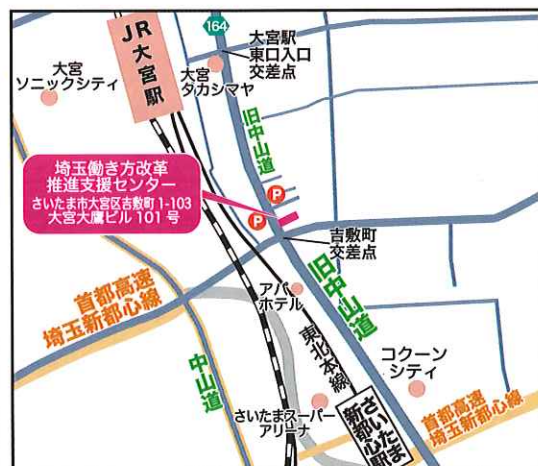 164
JR
大宮駅
大宮
ソニックシティ
大宮
タカシマヤ
大宮駅
東口入口
交差点
旧中山道
埼玉働き方改革
推進支援センター
さいたま市大宮区吉敷町1-103
大宮大鷹ビル 101号
P
P
吉敷町
交差点
旧中山道
首都高速
埼玉新都心線
アパ
ホテル
中山道
東北本線
コクーン
シティ
さいたまスーパー
アリーナ
さいたま
新都心駅
首都高速
埼玉新都心線